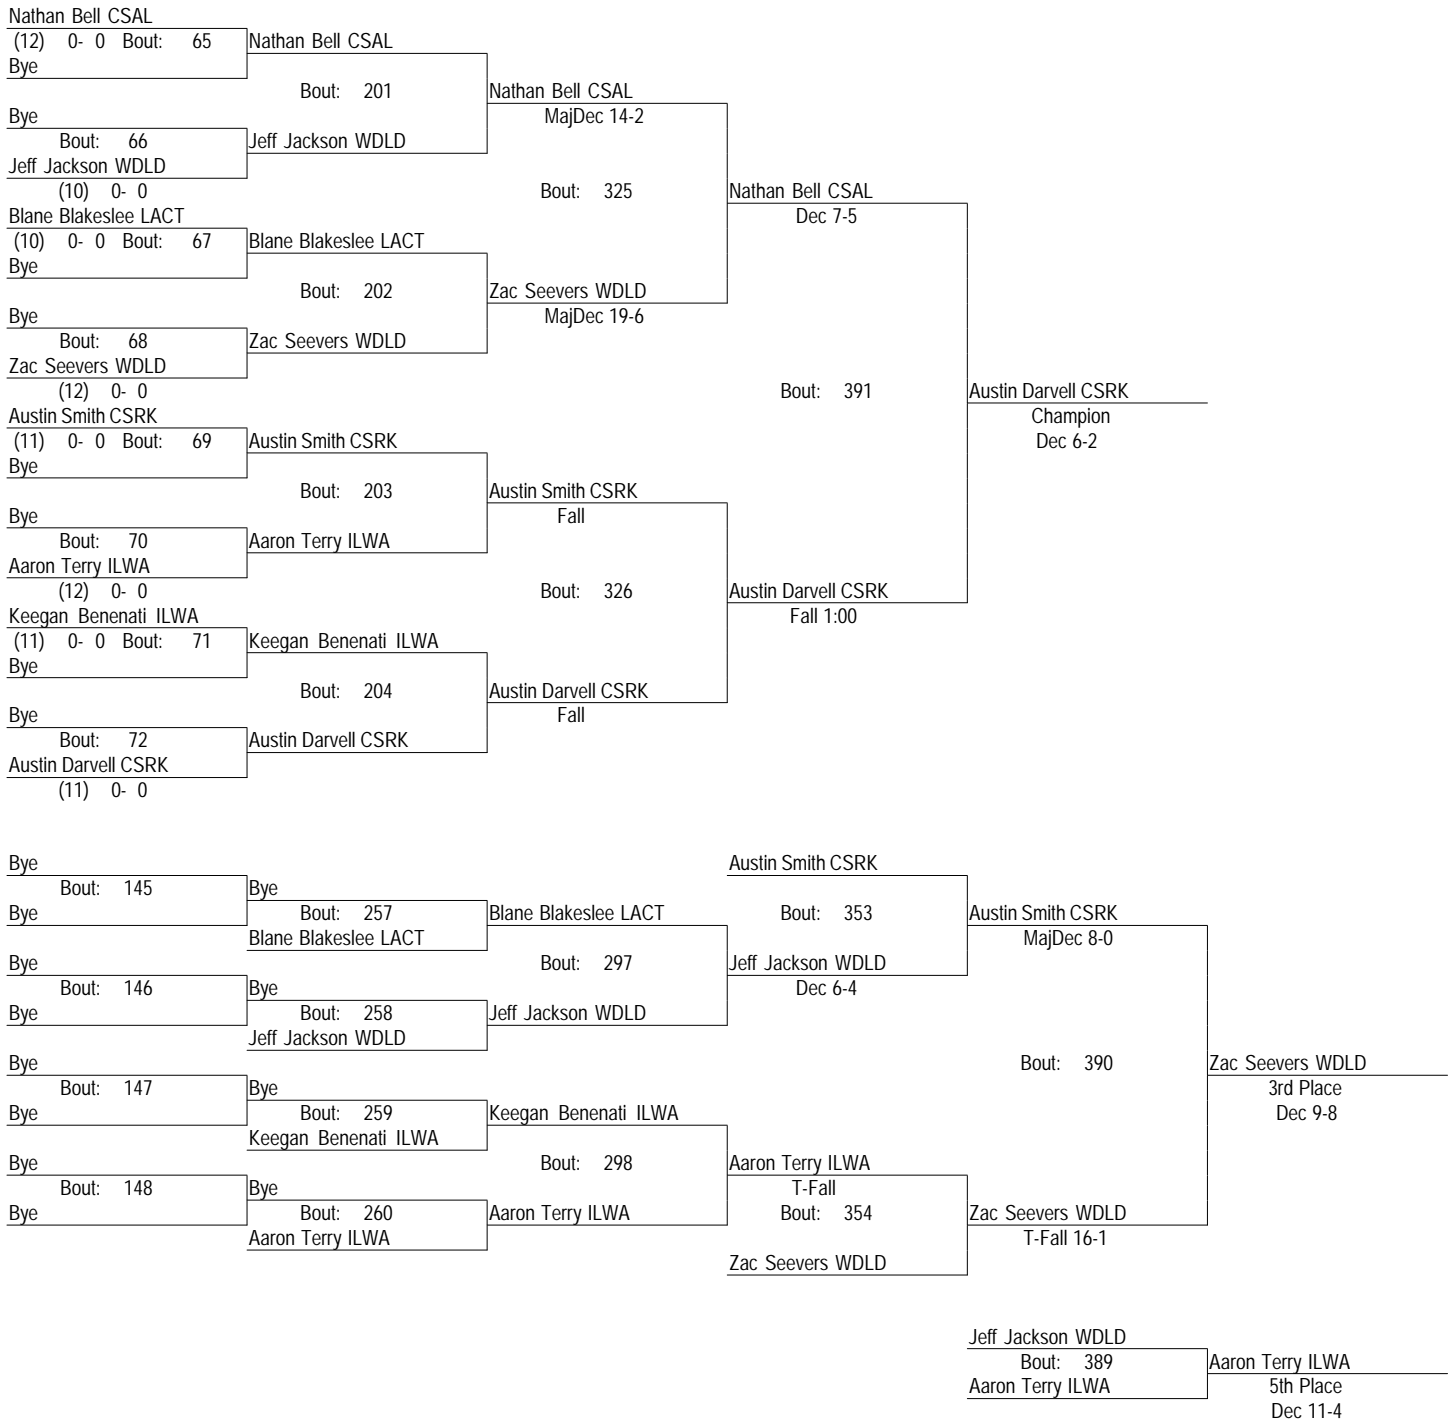 Nathan Bell CSAL
(12) 0- 0 Bout: 65 Nathan Bell CSAL
Bye
Bout: 201 Nathan Bell CSAL
Bye MajDec 14-2
Bout: 66 Jeff Jackson WDLD
Jeff Jackson WDLD
(10) 0- 0 Bout: 325 Nathan Bell CSAL
Blane Blakeslee LACT Dec 7-5
(10) 0- 0 Bout: 67 Blane Blakeslee LACT
Bye
Bout: 202 Zac Seevers WDLD
Bye MajDec 19-6
Bout: 68 Zac Seevers WDLD
Zac Seevers WDLD
(12) 0- 0 Bout: 391 Austin Darvell CSRK
Austin Smith CSRK Champion
(11) 0- 0 Bout: 69 Austin Smith CSRK Dec 6-2
Bye
Bout: 203 Austin Smith CSRK
Bye Fall
Bout: 70 Aaron Terry ILWA
Aaron Terry ILWA
(12) 0- 0 Bout: 326 Austin Darvell CSRK
Keegan Benenati ILWA Fall 1:00
(11) 0- 0 Bout: 71 Keegan Benenati ILWA
Bye
Bout: 204 Austin Darvell CSRK
Bye Fall
Bout: 72 Austin Darvell CSRK
Austin Darvell CSRK
(11) 0- 0
Bye Austin Smith CSRK
Bout: 145 Bye
Bye Bout: 257 Blane Blakeslee LACT Bout: 353 Austin Smith CSRK
Blane Blakeslee LACT MajDec 8-0
Bye Bout: 297 Jeff Jackson WDLD
Bout: 146 Bye Dec 6-4
Bye Bout: 258 Jeff Jackson WDLD
Jeff Jackson WDLD
Bye Bout: 390 Zac Seevers WDLD
Bout: 147 Bye 3rd Place
Bye Bout: 259 Keegan Benenati ILWA Dec 9-8
Keegan Benenati ILWA
Bye Bout: 298 Aaron Terry ILWA
Bout: 148 Bye T-Fall
Bye Bout: 260 Aaron Terry ILWA Bout: 354 Zac Seevers WDLD
Aaron Terry ILWA T-Fall 16-1
Zac Seevers WDLD
Jeff Jackson WDLD
Bout: 389 Aaron Terry ILWA
Aaron Terry ILWA 5th Place
Dec 11-4